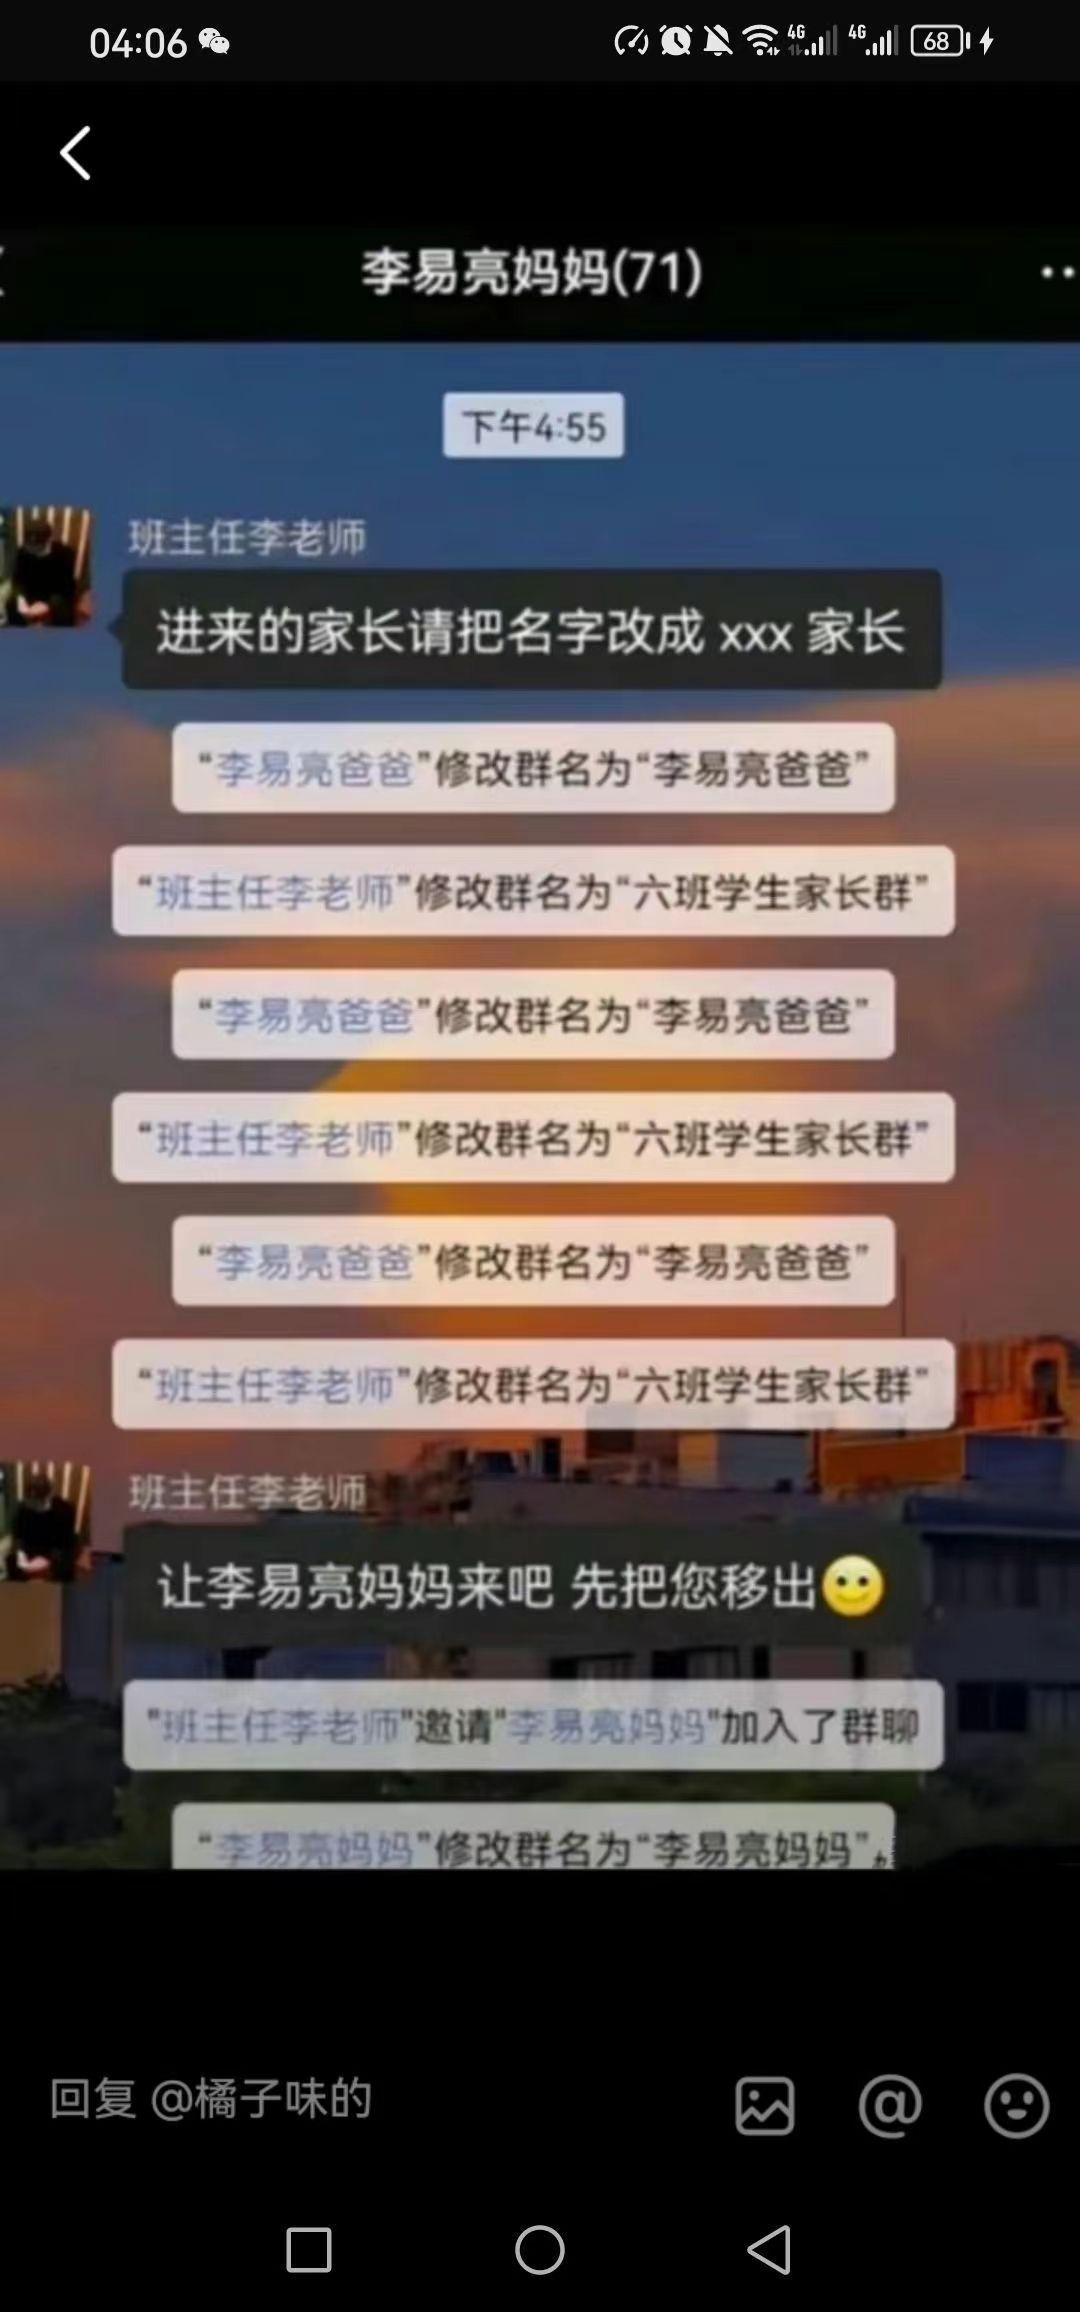 04:06
4G
4G
68
李易亮妈妈(71)
下午4:55
班主任李老师
进来的家长请把名字改成 xxx 家长
“李易亮爸爸”修改群名为“李易亮爸爸”
“班主任李老师”修改群名为“六班学生家长群”
“李易亮爸爸”修改群名为“李易亮爸爸”
“班主任李老师”修改群名为“六班学生家长群”
“李易亮爸爸”修改群名为“李易亮爸爸”
“班主任李老师”修改群名为“六班学生家长群”
班主任李老师
让李易亮妈妈来吧 先把您移出🙂
"班主任李老师"邀请"李易亮妈妈"加入了群聊
“李易亮妈妈”修改群名为“李易亮妈妈”
回复 @橘子味的